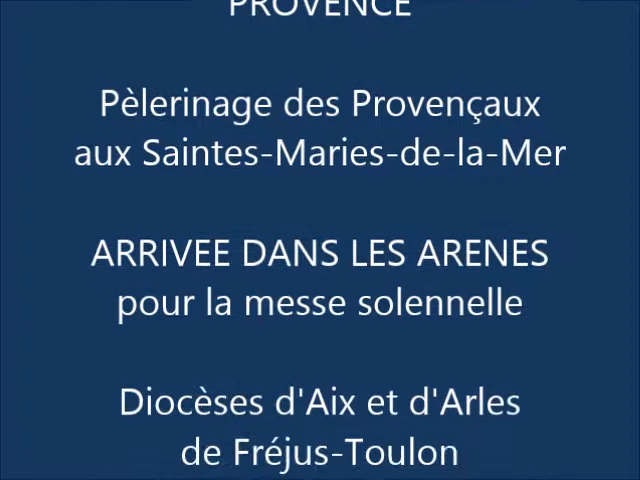 PROVENCE
Pèlerinage des Provençaux
aux Saintes-Maries-de-la-Mer
ARRIVEE DANS LES ARENES
pour la messe solennelle
Diocèses d'Aix et d'Arles
de Fréjus-Toulon